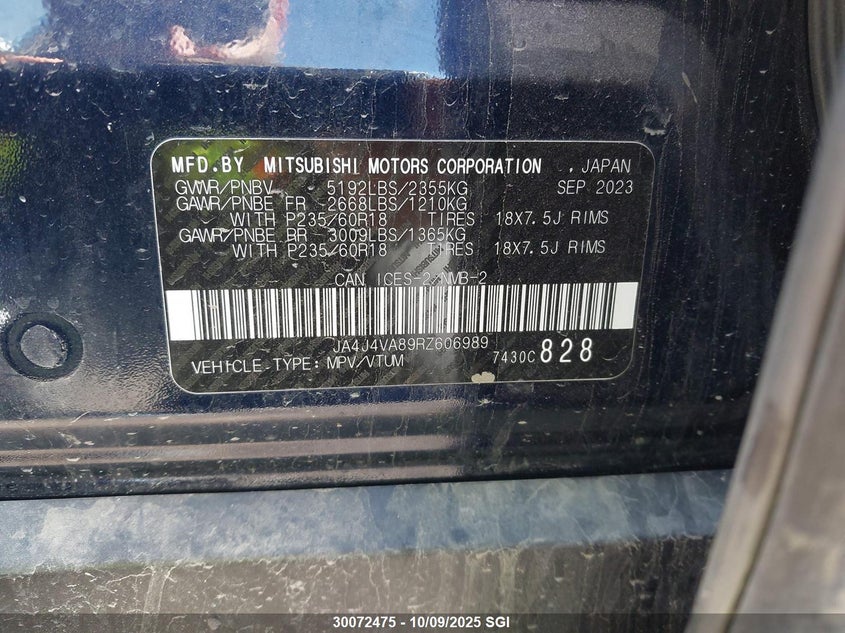 MFD.BY MITSUBISHI MOTORS CORPORATION , JAPAN
GVWR/PNBV 5192LBS/2355KG SEP 2023
GAWR/PNBE FR 2668LBS/1210KG
WITH P235/60R18 TIRES 18X7.5J RIMS
GAWR/PNBE RR 3009LBS/1365KG
WITH P235/60R18 TIRES 18X7.5J RIMS
CAN ICES-2/NMB-2
JA4J4VA89RZ606989
VEHICLE TYPE: MPV/VTUM 7430C 828
30072475 - 10/09/2025 SGI